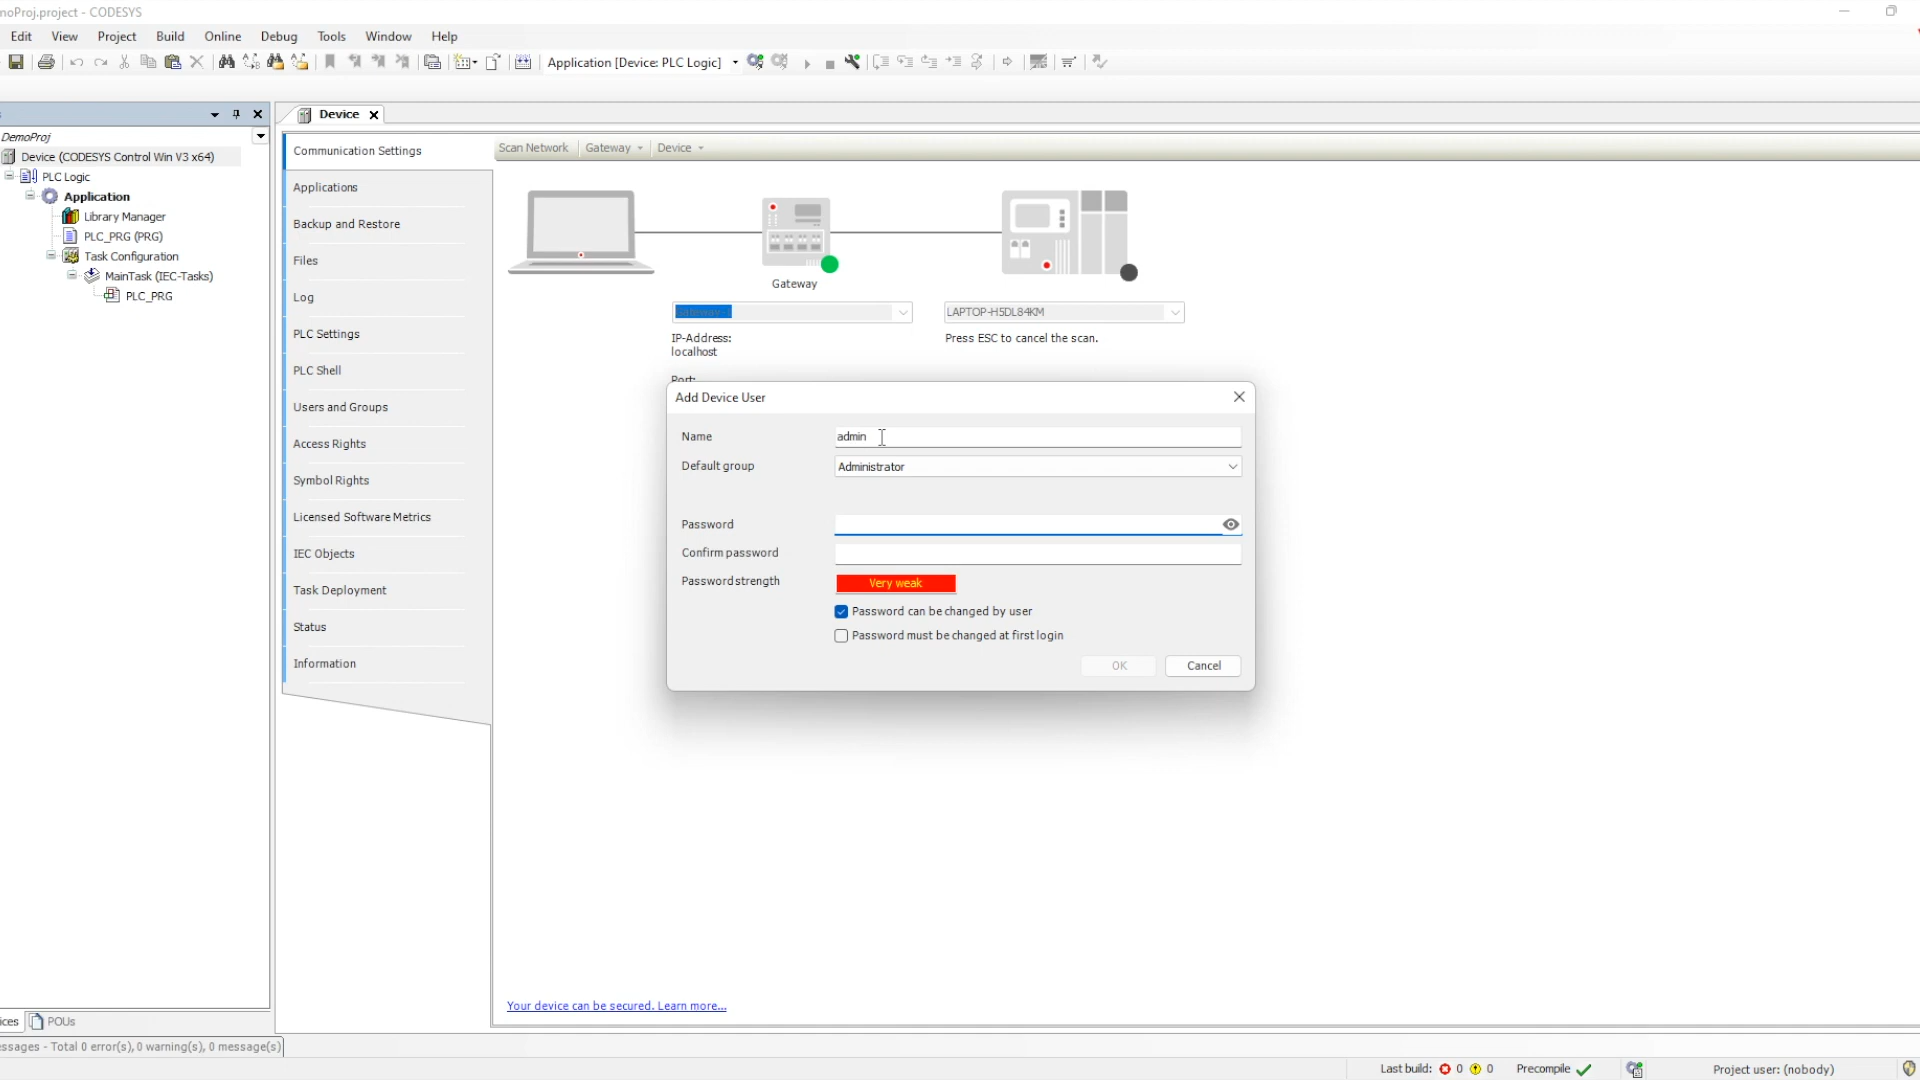 noProj.project - CODESYS
Edit View Project Build Online Debug Tools Window Help
Application [Device: PLC Logic]
Device
DemoProj
Device (CODESYS Control Win V3 x64)
PLC Logic
Application
Library Manager
PLC_PRG (PRG)
Task Configuration
MainTask (IEC-Tasks)
PLC_PRG
Communication Settings
Applications
Backup and Restore
Files
Log
PLC Settings
PLC Shell
Users and Groups
Access Rights
Symbol Rights
Licensed Software Metrics
IEC Objects
Task Deployment
Status
Information
Scan Network Gateway Device
Gateway
LAPTOP-H5DL84KM
IP-Address:
localhost
Press ESC to cancel the scan.
Port:
Add Device User
Name admin
Default group Administrator
Password
Confirm password
Password strength Very weak
Password can be changed by user
Password must be changed at first login
OK Cancel
Your device can be secured. Learn more...
ices POUs
essages - Total 0 error(s), 0 warning(s), 0 message(s)
Last build: 0 0 Precompile Project user: (nobody)